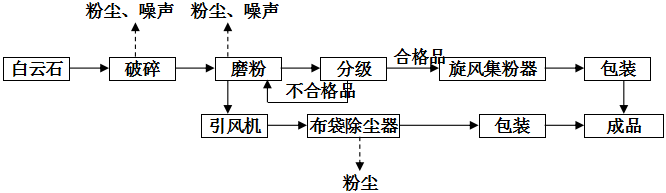 粉尘、噪声 粉尘、噪声
白云石 破碎 磨粉 分级 合格品 旋风集粉器 包装
不合格品
引风机 布袋除尘器 包装 成品
粉尘